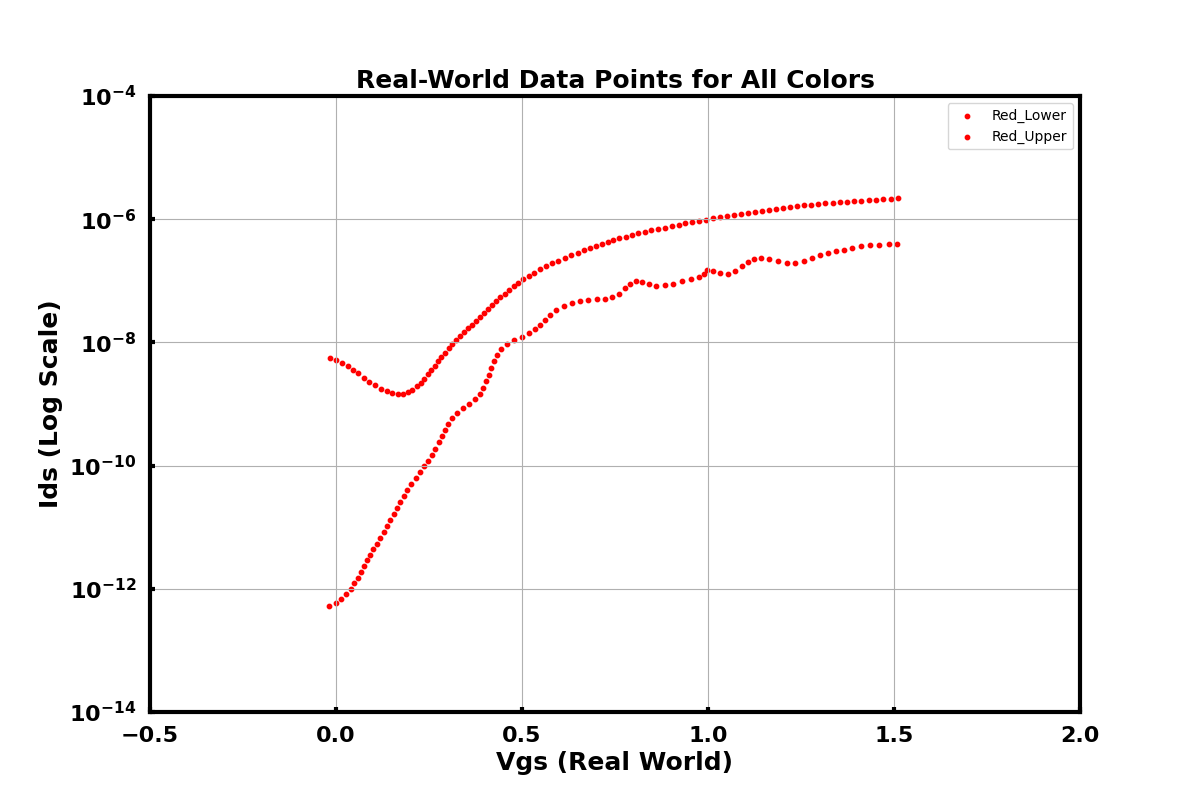 Real-World Data Points for All Colors
Red_Lower
Red_Upper
Ids (Log Scale)
10⁻⁴
10⁻⁶
10⁻⁸
10⁻¹⁰
10⁻¹²
10⁻¹⁴
−0.5 0.0 0.5 1.0 1.5 2.0
Vgs (Real World)